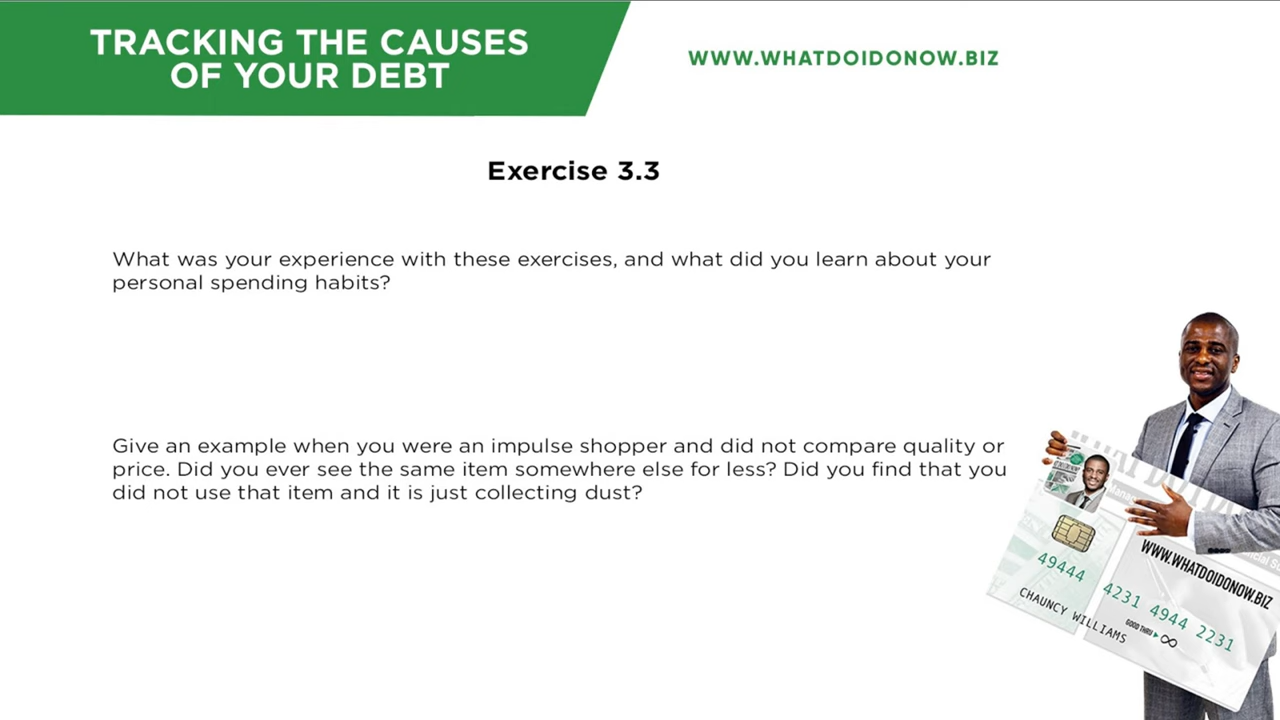 TRACKING THE CAUSES
OF YOUR DEBT
WWW.WHATDOIDONOW.BIZ
Exercise 3.3
What was your experience with these exercises, and what did you learn about your
personal spending habits?
Give an example when you were an impulse shopper and did not compare quality or
price. Did you ever see the same item somewhere else for less? Did you find that you
did not use that item and it is just collecting dust?
WWW.WHATDOIDONOW.BIZ
49444 4231 4944 2231
GOOD THRU
CHAUNCY WILLIAMS